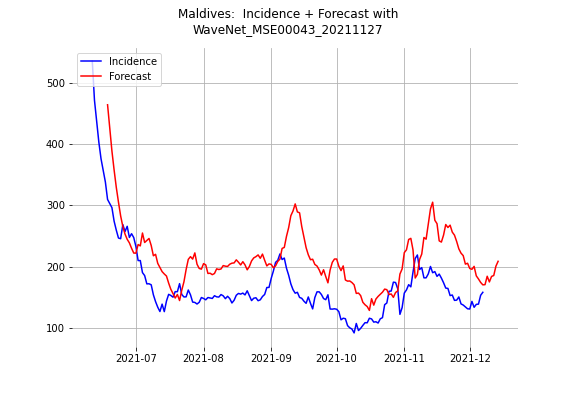 Maldives:  Incidence + Forecast with
WaveNet_MSE00043_20211127
Incidence
Forecast
500
400
300
200
100
2021-07
2021-08
2021-09
2021-10
2021-11
2021-12